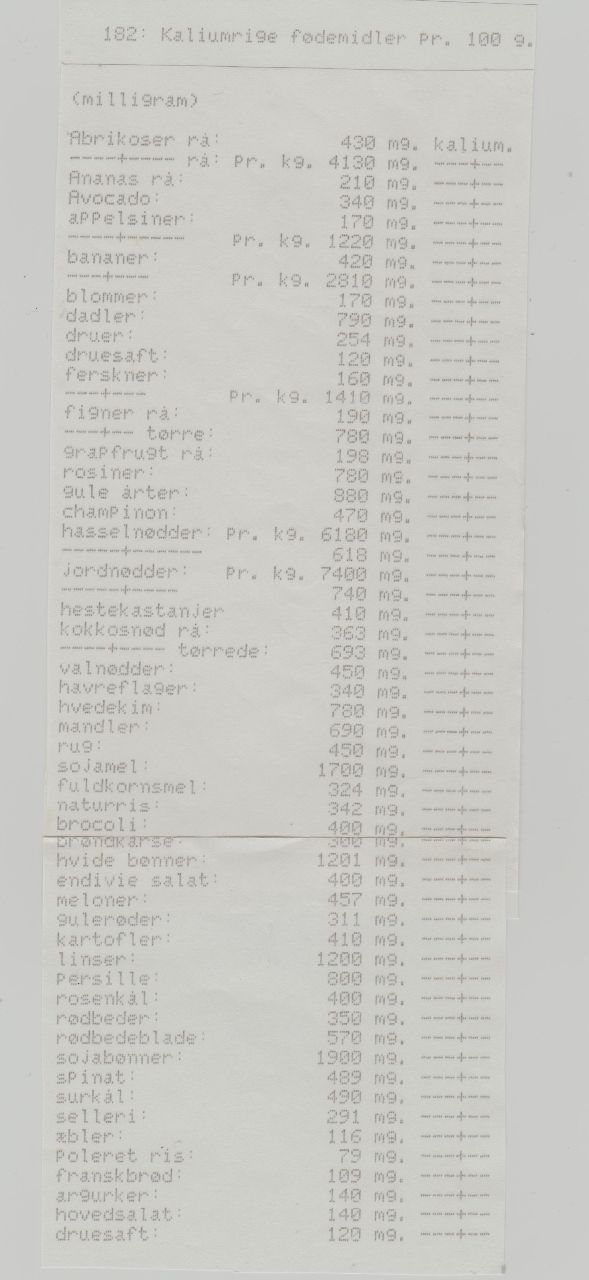 182: Kaliumrige fødemidler Pr. 100 g.
(milligram)
Abrikoser rå: 430 mg. kalium.
----+---- rå: Pr. kg. 4130 mg. ---+--
Ananas rå: 210 mg. ---+--
Avocado: 340 mg. ---+--
appelsiner: 170 mg. ---+--
----+----- Pr. kg. 1220 mg. ---+--
bananer: 420 mg. ---+--
---+--- Pr. kg. 2810 mg. ---+--
blommer: 170 mg. ---+--
dadler: 790 mg. ---+--
druer: 254 mg. ---+--
druesaft: 120 mg. ---+--
ferskner: 160 mg. ---+--
---+--- Pr. kg. 1410 mg. ---+--
figner rå: 190 mg. ---+--
---+-- tørre: 780 mg. ---+--
grapfrugt rå: 198 mg. ---+--
rosiner: 780 mg. ---+--
gule årter: 880 mg. ---+--
champinon: 470 mg. ---+--
hasselnødder: Pr. kg. 6180 mg. ---+--
-----+------ 618 mg. ---+--
jordnødder: Pr. kg. 7400 mg. ---+--
-----+---- 740 mg. ---+--
hestekastanjer 410 mg. ---+--
kokkosnød rå: 363 mg. ---+--
----+---- tørrede: 693 mg. ---+--
valnødder: 450 mg. ---+--
havreflager: 340 mg. ---+--
hvedekim: 780 mg. ---+--
mandler: 690 mg. ---+--
rug: 450 mg. ---+--
sojamel: 1700 mg. ---+--
fuldkornsmel: 324 mg. ---+--
naturris: 342 mg. ---+--
brocoli: 400 mg. ---+--
brøndkarse: 300 mg. ---+--
hvide bønner: 1201 mg. ---+--
endivie salat: 400 mg. ---+--
meloner: 457 mg. ---+--
gulerøder: 311 mg. ---+--
kartofler: 410 mg. ---+--
linser: 1200 mg. ---+--
Persille: 800 mg. ---+--
rosenkål: 400 mg. ---+--
rødbeder: 350 mg. ---+--
rødbedeblade: 570 mg. ---+--
sojabønner: 1900 mg. ---+--
spinat: 489 mg. ---+--
surkål: 490 mg. ---+--
selleri: 291 mg. ---+--
æbler: 116 mg. ---+--
Poleret ris: 79 mg. ---+--
franskbrød: 109 mg. ---+--
argurker: 140 mg. ---+--
hovedsalat: 140 mg. ---+--
druesaft: 120 mg. ---+--